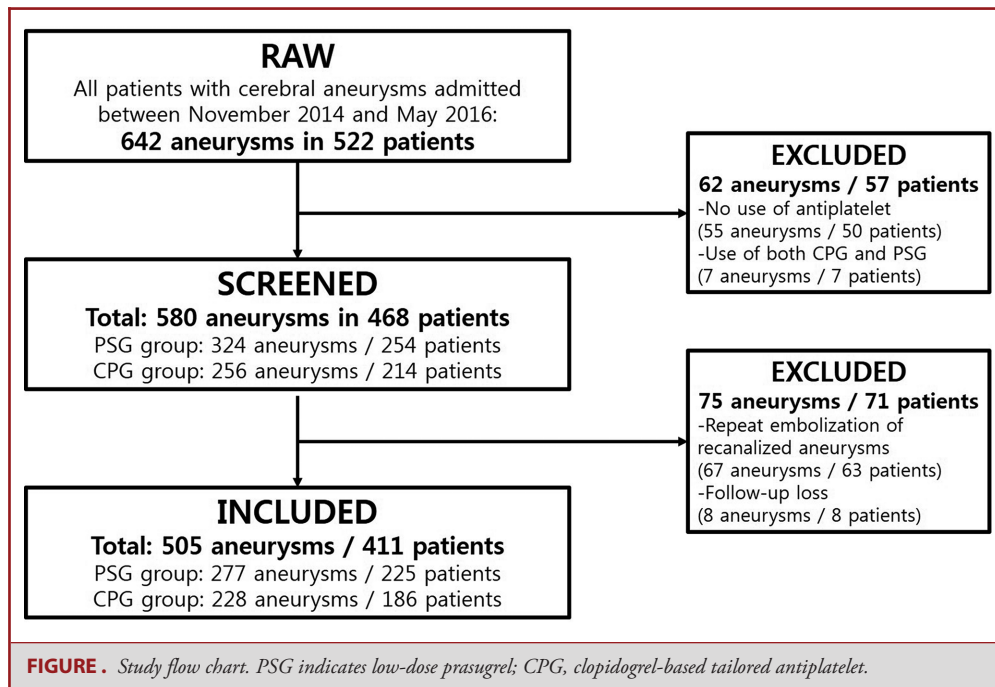 RAW
All patients with cerebral aneurysms admitted
between November 2014 and May 2016:
642 aneurysms in 522 patients
EXCLUDED
62 aneurysms / 57 patients
-No use of antiplatelet
(55 aneurysms / 50 patients)
-Use of both CPG and PSG
(7 aneurysms / 7 patients)
SCREENED
Total: 580 aneurysms in 468 patients
PSG group: 324 aneurysms / 254 patients
CPG group: 256 aneurysms / 214 patients
EXCLUDED
75 aneurysms / 71 patients
-Repeat embolization of
recanalized aneurysms
(67 aneurysms / 63 patients)
-Follow-up loss
(8 aneurysms / 8 patients)
INCLUDED
Total: 505 aneurysms / 411 patients
PSG group: 277 aneurysms / 225 patients
CPG group: 228 aneurysms / 186 patients
FIGURE . Study flow chart. PSG indicates low-dose prasugrel; CPG, clopidogrel-based tailored antiplatelet.